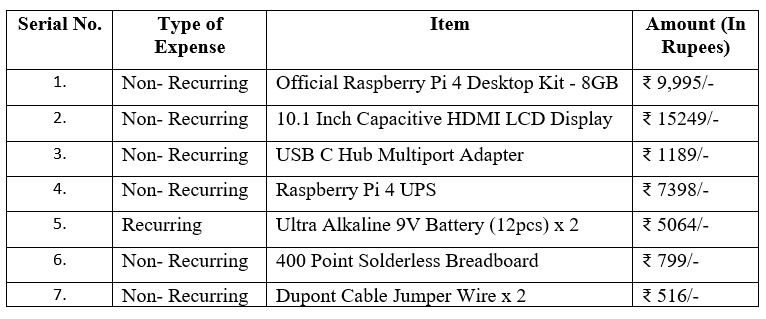 Serial No. Type of Expense Item Amount (In Rupees)
1. Non- Recurring Official Raspberry Pi 4 Desktop Kit - 8GB ₹ 9,995/-
2. Non- Recurring 10.1 Inch Capacitive HDMI LCD Display ₹ 15249/-
3. Non- Recurring USB C Hub Multiport Adapter ₹ 1189/-
4. Non- Recurring Raspberry Pi 4 UPS ₹ 7398/-
5. Recurring Ultra Alkaline 9V Battery (12pcs) x 2 ₹ 5064/-
6. Non- Recurring 400 Point Solderless Breadboard ₹ 799/-
7. Non- Recurring Dupont Cable Jumper Wire x 2 ₹ 516/-